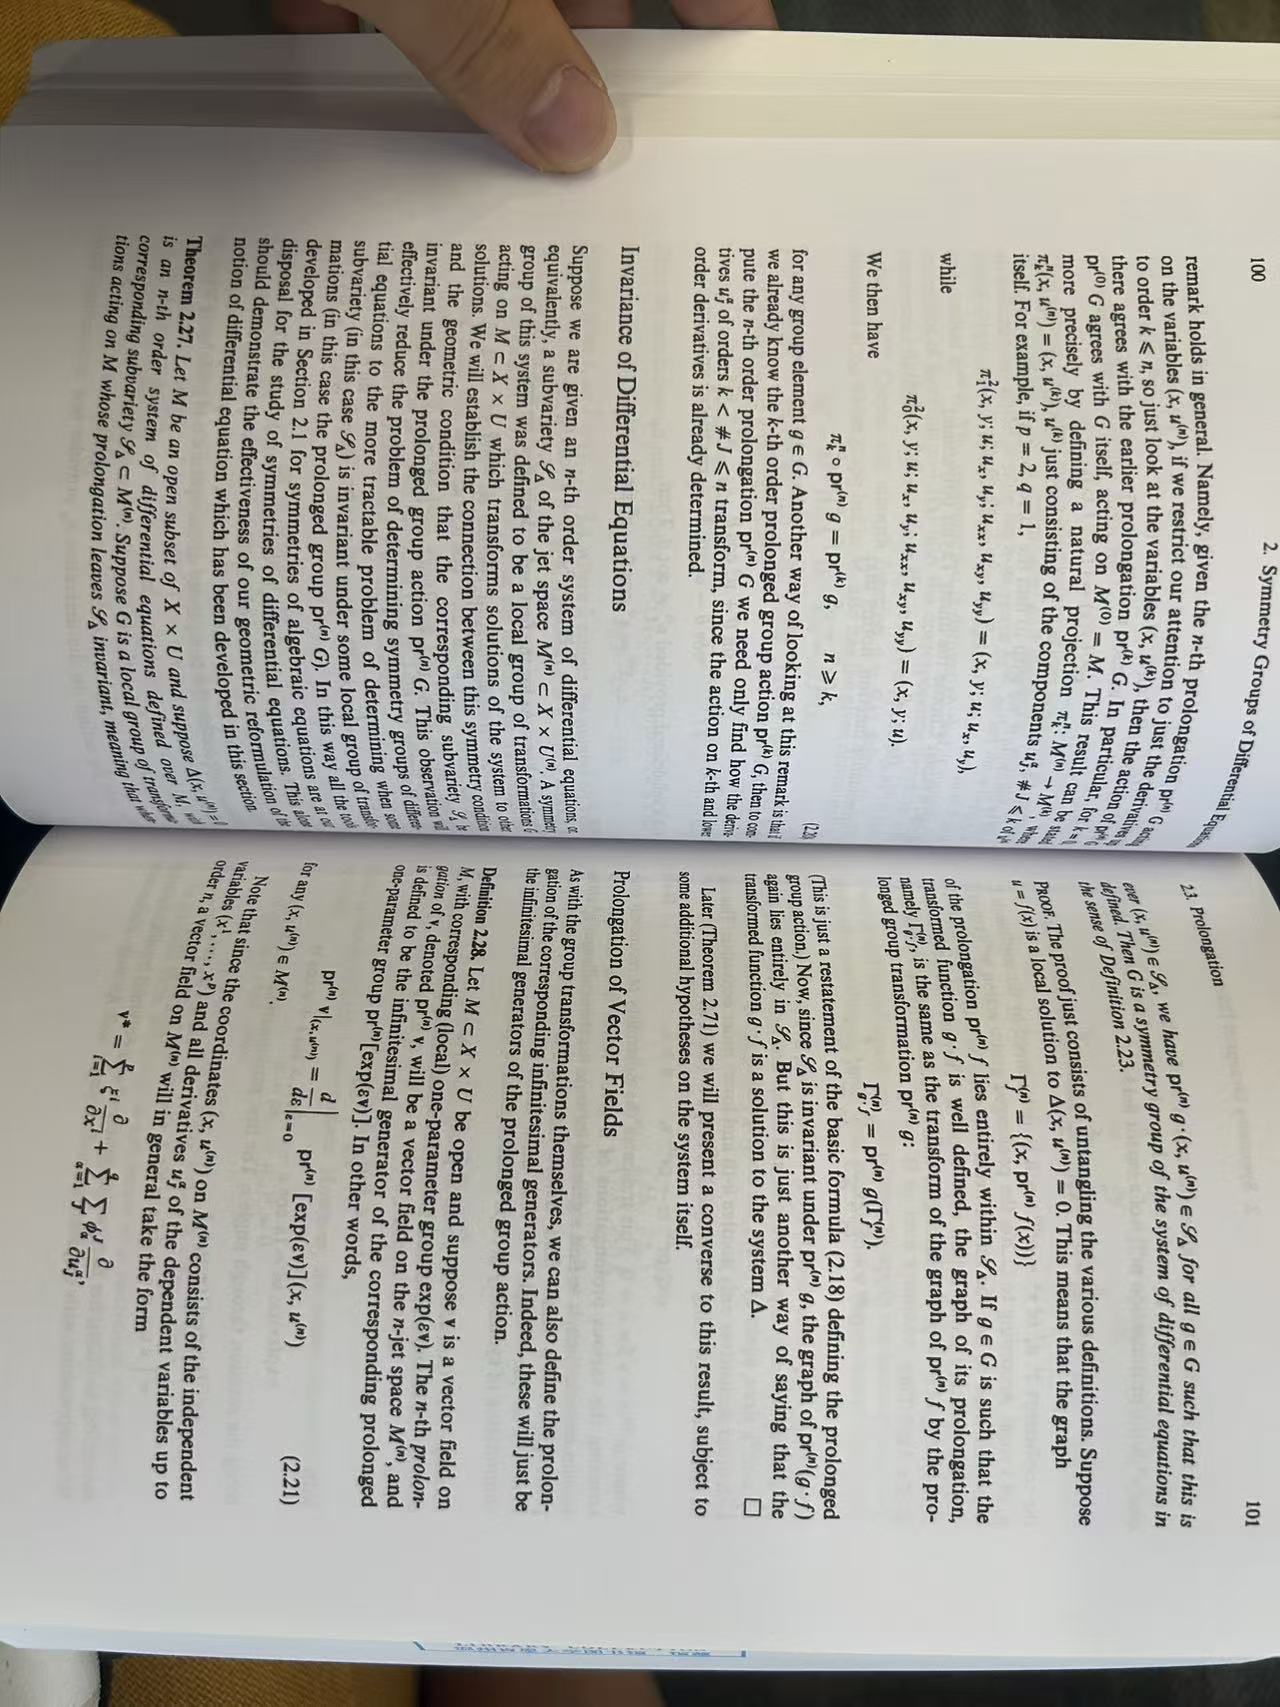 100
2. Symmetry Groups of Differential
remark holds in general. Namely, given the n-th prolongation pr⁽ⁿ⁾ G
on the variables (x, u⁽ⁿ⁾), if we restrict our attention to just the derivatives
to order k ⩽ n, so just look at the variables (x, u⁽ᵏ⁾), then the action of
there agrees with the earlier prolongation pr⁽ᵏ⁾ G. In particular, for k = 0,
pr⁽⁰⁾ G agrees with G itself, acting on M⁽⁰⁾ = M. This result can be stated
more precisely by defining a natural projection πₖⁿ: M⁽ⁿ⁾ → M⁽ᵏ⁾, with
πₖⁿ(x, u⁽ⁿ⁾) = (x, u⁽ᵏ⁾), u⁽ᵏ⁾ just consisting of the components u_J^α, #J ⩽ k of
itself. For example, if p = 2, q = 1,
π₁²(x, y; u; uₓ, u_y; uₓₓ, u_xy, u_yy) = (x, y; u; uₓ, u_y),
while
π₀²(x, y; u; uₓ, u_y; uₓₓ, u_xy, u_yy) = (x, y; u).
We then have
πₖⁿ ∘ pr⁽ⁿ⁾ g = pr⁽ᵏ⁾ g, n ⩾ k, (2.20)
for any group element g ∈ G. Another way of looking at this remark is that if
we already know the k-th order prolonged group action pr⁽ᵏ⁾ G, then to com-
pute the n-th order prolongation pr⁽ⁿ⁾ G we need only find how the deriva-
tives u_J^α of orders k < #J ⩽ n transform, since the action on k-th and lower
order derivatives is already determined.
Invariance of Differential Equations
Suppose we are given an n-th order system of differential equations, or,
equivalently, a subvariety 𝒮_Δ of the jet space M⁽ⁿ⁾ ⊂ X × U⁽ⁿ⁾. A symmetry
group of this system was defined to be a local group of transformations G
acting on M ⊂ X × U which transforms solutions of the system to other
solutions. We will establish the connection between this symmetry condition
and the geometric condition that the corresponding subvariety 𝒮_Δ be
invariant under the prolonged group action pr⁽ⁿ⁾ G. This observation will
effectively reduce the problem of determining symmetry groups of differen-
tial equations to the more tractable problem of determining when some
subvariety (in this case 𝒮_Δ) is invariant under some local group of transfor-
mations (in this case the prolonged group pr⁽ⁿ⁾ G). In this way all the tools
developed in Section 2.1 for symmetries of algebraic equations are at our
disposal for the study of symmetries of differential equations. This alone
should demonstrate the effectiveness of our geometric reformulation of the
notion of differential equation which has been developed in this section.
Theorem 2.27. Let M be an open subset of X × U and suppose Δ(x, u⁽ⁿ⁾) = 0
is an n-th order system of differential equations defined over M, with
corresponding subvariety 𝒮_Δ ⊂ M⁽ⁿ⁾. Suppose G is a local group of transforma-
tions acting on M whose prolongation leaves 𝒮_Δ invariant, meaning that when-
2.3. Prolongation
101
ever (x, u⁽ⁿ⁾) ∈ 𝒮_Δ, we have pr⁽ⁿ⁾ g · (x, u⁽ⁿ⁾) ∈ 𝒮_Δ for all g ∈ G such that this is
defined. Then G is a symmetry group of the system of differential equations in
the sense of Definition 2.23.
PROOF. The proof just consists of untangling the various definitions. Suppose
u = f(x) is a local solution to Δ(x, u⁽ⁿ⁾) = 0. This means that the graph
Γ_f⁽ⁿ⁾ = {(x, pr⁽ⁿ⁾ f(x))}
of the prolongation pr⁽ⁿ⁾ f lies entirely within 𝒮_Δ. If g ∈ G is such that the
transformed function g · f is well defined, the graph of its prolongation,
namely Γ_{g·f}⁽ⁿ⁾, is the same as the transform of the graph of pr⁽ⁿ⁾ f by the pro-
longed group transformation pr⁽ⁿ⁾ g:
Γ_{g·f}⁽ⁿ⁾ = pr⁽ⁿ⁾ g(Γ_f⁽ⁿ⁾).
(This is just a restatement of the basic formula (2.18) defining the prolonged
group action.) Now, since 𝒮_Δ is invariant under pr⁽ⁿ⁾ g, the graph of pr⁽ⁿ⁾(g · f)
again lies entirely in 𝒮_Δ. But this is just another way of saying that the
transformed function g · f is a solution to the system Δ. □
Later (Theorem 2.71) we will present a converse to this result, subject to
some additional hypotheses on the system itself.
Prolongation of Vector Fields
As with the group transformations themselves, we can also define the prolon-
gation of the corresponding infinitesimal generators. Indeed, these will just be
the infinitesimal generators of the prolonged group action.
Definition 2.28. Let M ⊂ X × U be open and suppose v is a vector field on
M, with corresponding (local) one-parameter group exp(εv). The n-th prolon-
gation of v, denoted pr⁽ⁿ⁾ v, will be a vector field on the n-jet space M⁽ⁿ⁾, and
is defined to be the infinitesimal generator of the corresponding prolonged
one-parameter group pr⁽ⁿ⁾[exp(εv)]. In other words,
pr⁽ⁿ⁾ v|_(x,u⁽ⁿ⁾) = d/dε|_{ε=0} pr⁽ⁿ⁾ [exp(εv)](x, u⁽ⁿ⁾) (2.21)
for any (x, u⁽ⁿ⁾) ∈ M⁽ⁿ⁾.
Note that since the coordinates (x, u⁽ⁿ⁾) on M⁽ⁿ⁾ consists of the independent
variables (x¹, ..., xᵖ) and all derivatives u_J^α of the dependent variables up to
order n, a vector field on M⁽ⁿ⁾ will in general take the form
v* = ∑_{i=1}^p ξⁱ ∂/∂xⁱ + ∑_{α=1}^q ∑_J φ_α^J ∂/∂u_J^α,